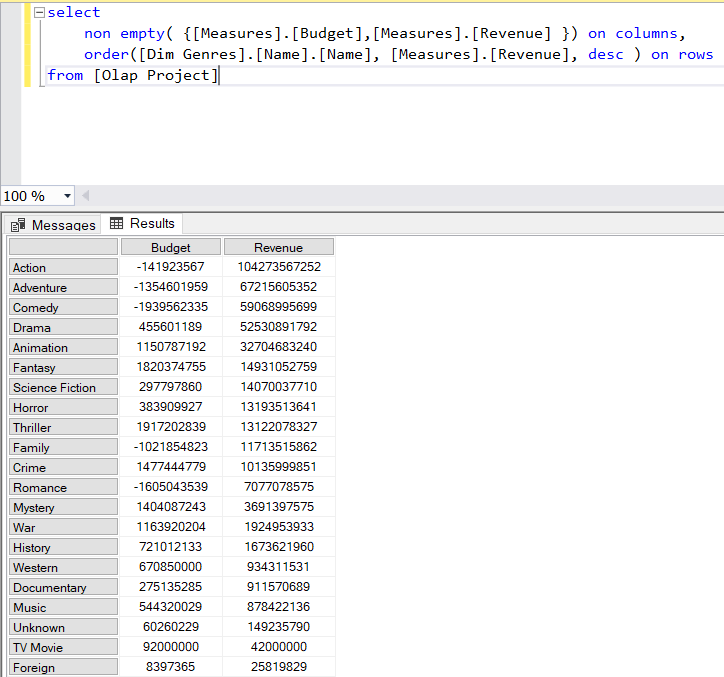 select
non empty( {[Measures].[Budget],[Measures].[Revenue] }) on columns,
order([Dim Genres].[Name].[Name], [Measures].[Revenue], desc ) on rows
from [Olap Project]
100 %
Messages Results
Budget Revenue
Action -141923567 104273567252
Adventure -1354601959 67215605352
Comedy -1939562335 59068995699
Drama 455601189 52530891792
Animation 1150787192 32704683240
Fantasy 1820374755 14931052759
Science Fiction 297797860 14070037710
Horror 383909927 13193513641
Thriller 1917202839 13122078327
Family -1021854823 11713515862
Crime 1477444779 10135999851
Romance -1605043539 7077078575
Mystery 1404087243 3691397575
War 1163920204 1924953933
History 721012133 1673621960
Western 670850000 934311531
Documentary 275135285 911570689
Music 544320029 878422136
Unknown 60260229 149235790
TV Movie 92000000 42000000
Foreign 8397365 25819829